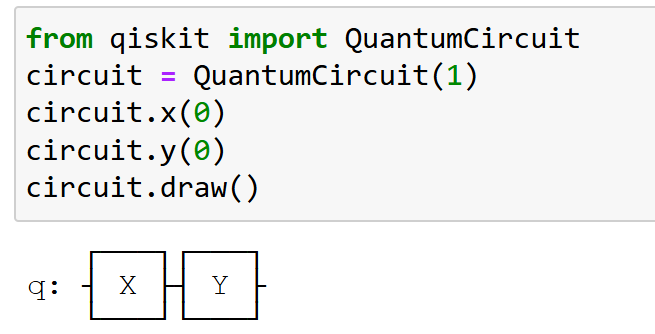 from qiskit import QuantumCircuit
circuit = QuantumCircuit(1)
circuit.x(0)
circuit.y(0)
circuit.draw()
q: X Y